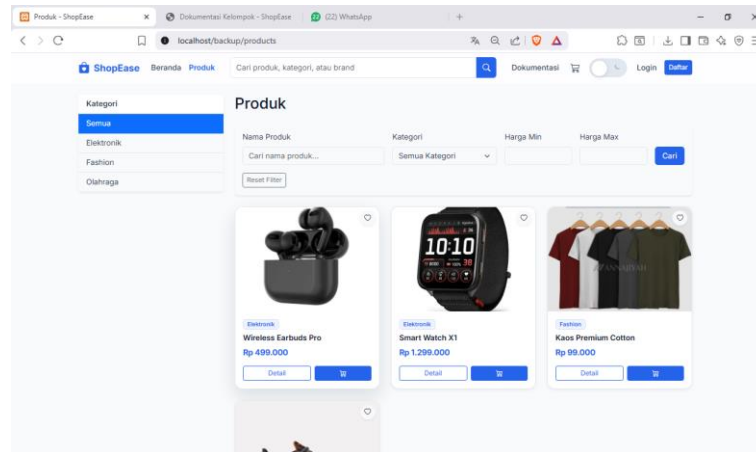 Produk - ShopEase
Dokumentasi Kelompok - ShopEase
(22) WhatsApp
localhost/backup/products
ShopEase Beranda Produk
Cari produk, kategori, atau brand
Dokumentasi Login Daftar
Kategori
Semua
Elektronik
Fashion
Olahraga
Produk
Nama Produk Kategori Harga Min Harga Max
Cari nama produk... Semua Kategori Cari
Reset Filter
10:10
Elektronik
Wireless Earbuds Pro
Rp 499.000
Detail
Elektronik
Smart Watch X1
Rp 1.299.000
Detail
Fashion
Kaos Premium Cotton
Rp 99.000
Detail